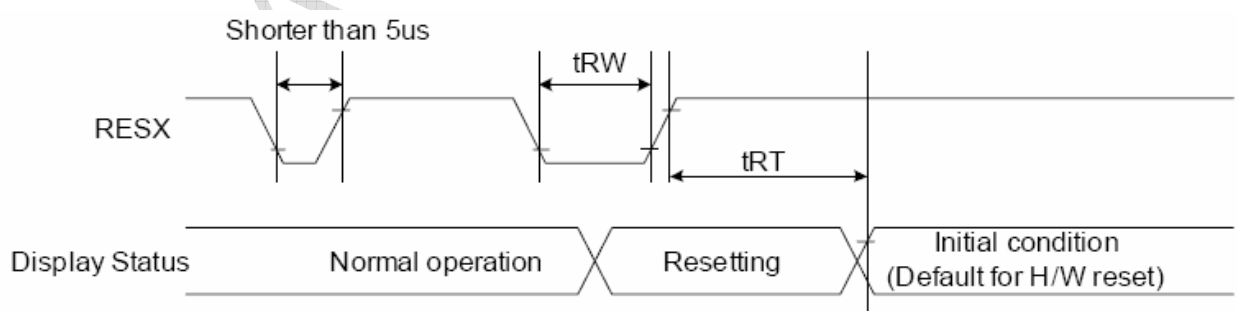 Shorter than 5us
tRW
RESX
tRT
Display Status
Normal operation
Resetting
Initial condition
(Default for H/W reset)